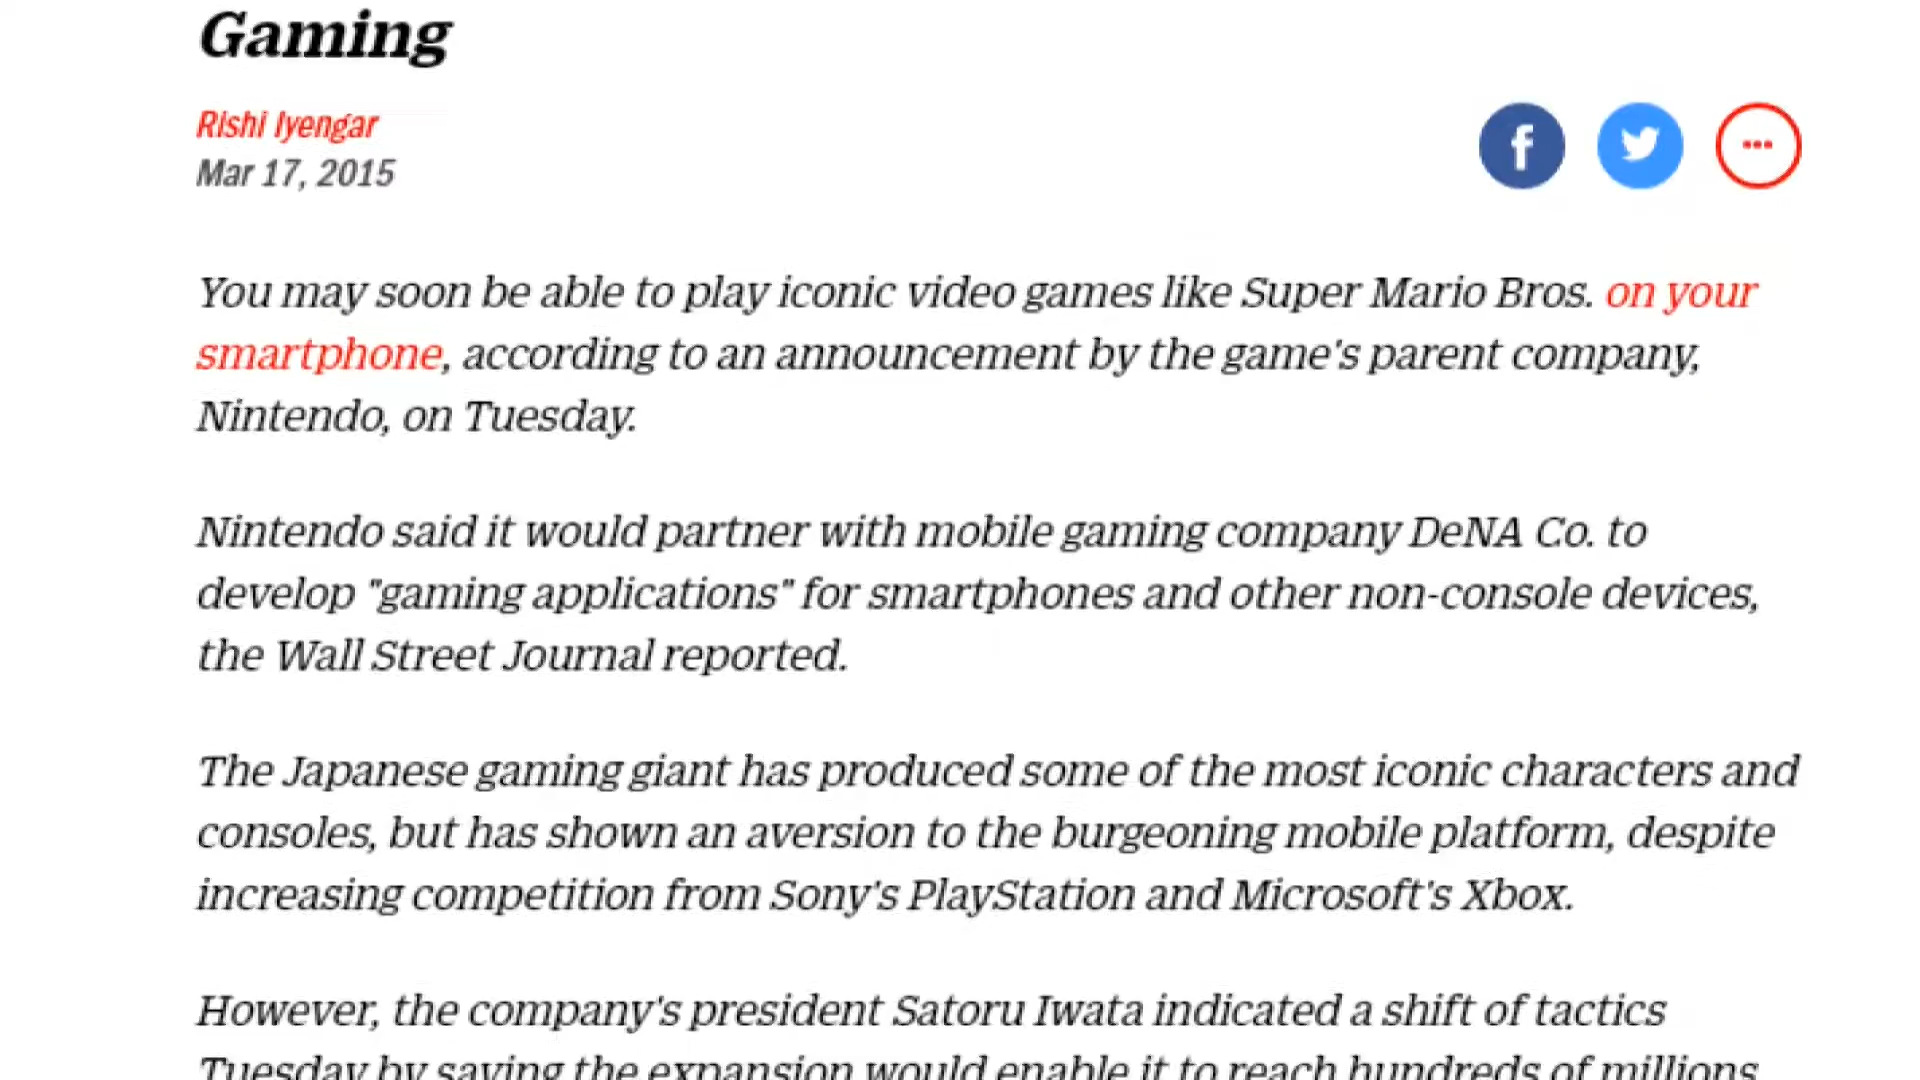 Gaming
Rishi Iyengar
Mar 17, 2015
You may soon be able to play iconic video games like Super Mario Bros. on your
smartphone, according to an announcement by the game's parent company,
Nintendo, on Tuesday.
Nintendo said it would partner with mobile gaming company DeNA Co. to
develop "gaming applications" for smartphones and other non-console devices,
the Wall Street Journal reported.
The Japanese gaming giant has produced some of the most iconic characters and
consoles, but has shown an aversion to the burgeoning mobile platform, despite
increasing competition from Sony's PlayStation and Microsoft's Xbox.
However, the company's president Satoru Iwata indicated a shift of tactics
Tuesday by saying the expansion would enable it to reach hundreds of millions